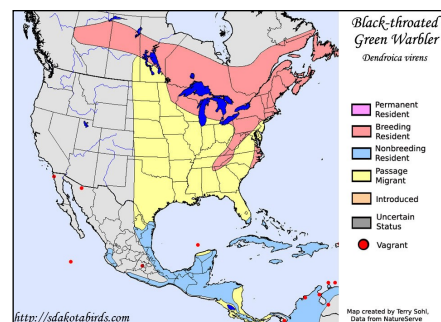 Black-throated
Green Warbler
Dendroica virens
Permanent
Resident
Breeding
Resident
Nonbreeding
Resident
Passage
Migrant
Introduced
Uncertain
Status
Vagrant
http://sdakotabirds.com
Map created by Terry Sohl,
Data from NatureServe